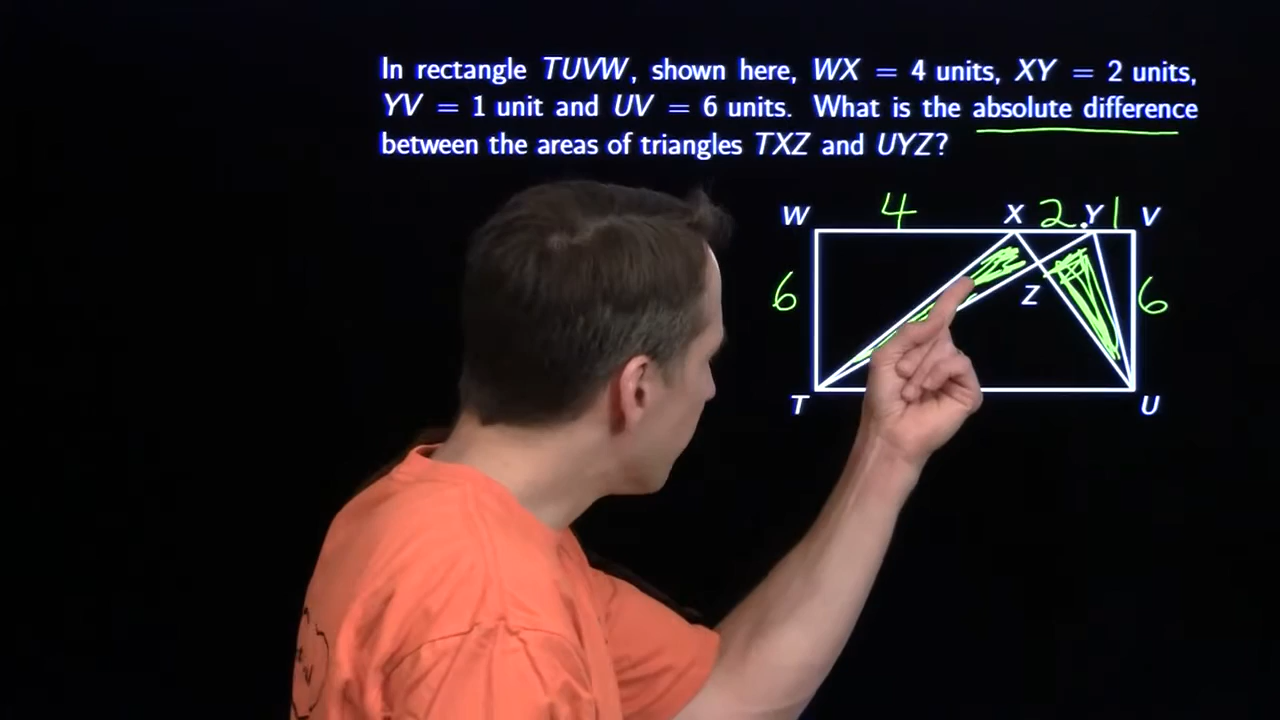 In rectangle TUVW, shown here, WX = 4 units, XY = 2 units,
YV = 1 unit and UV = 6 units. What is the absolute difference
between the areas of triangles TXZ and UYZ?
W 4 X 2 Y 1 V
6 Z 6
T U